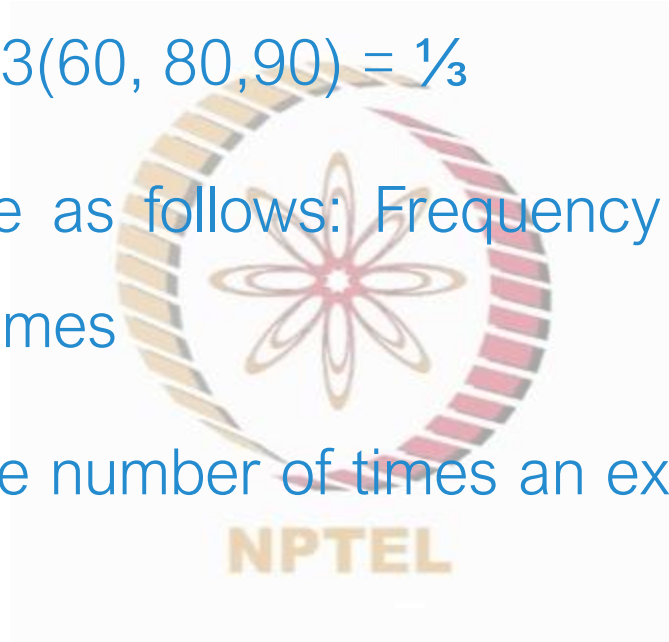 3(60, 80,90) = ⅓
e as follows: Frequency
mes
e number of times an ex
NPTEL